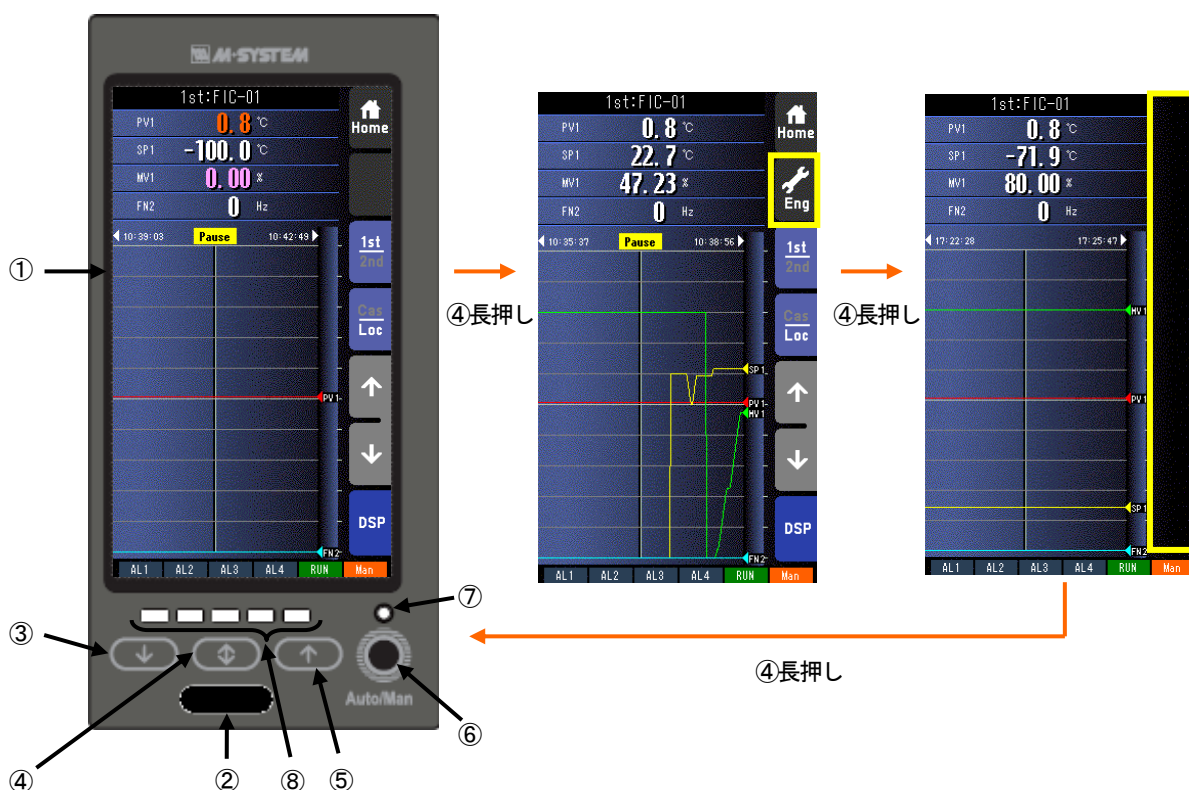 M-SYSTEM
1st:FIC-01
PV1 0.8 ℃
SP1 -100.0 ℃
MV1 0.00 %
FN2 0 Hz
10:39:03 Pause 10:42:49
PV1
FN2
AL1 AL2 AL3 AL4 RUN Man
Home
1st
2nd
Cas
Loc
↑
↓
DSP
①
③
④
②
⑧
⑤
⑥
⑦
Auto/Man
④長押し
1st:FIC-01
PV1 0.8 ℃
SP1 22.7 ℃
MV1 47.23 %
FN2 0 Hz
10:35:37 Pause 10:38:56
SP1
PV1
MV1
FN2
AL1 AL2 AL3 AL4 RUN Man
Home
Eng
1st
2nd
Cas
Loc
↑
↓
DSP
④長押し
1st:FIC-01
PV1 0.8 ℃
SP1 -71.9 ℃
MV1 80.00 %
FN2 0 Hz
17:22:28 17:25:47
MV1
PV1
SP1
FN2
AL1 AL2 AL3 AL4 RUN Man
④長押し